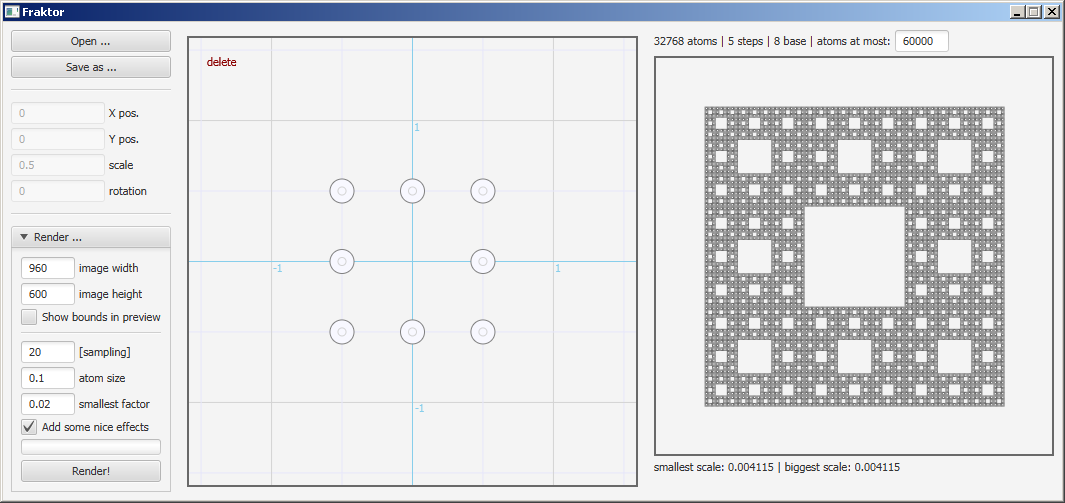 Fraktor
Open ...
Save as ...
0 X pos.
0 Y pos.
0.5 scale
0 rotation
Render ...
960 image width
600 image height
Show bounds in preview
20 [sampling]
0.1 atom size
0.02 smallest factor
Add some nice effects
Render!
delete
1
-1
1
-1
32768 atoms | 5 steps | 8 base | atoms at most: 60000
smallest scale: 0.004115 | biggest scale: 0.004115